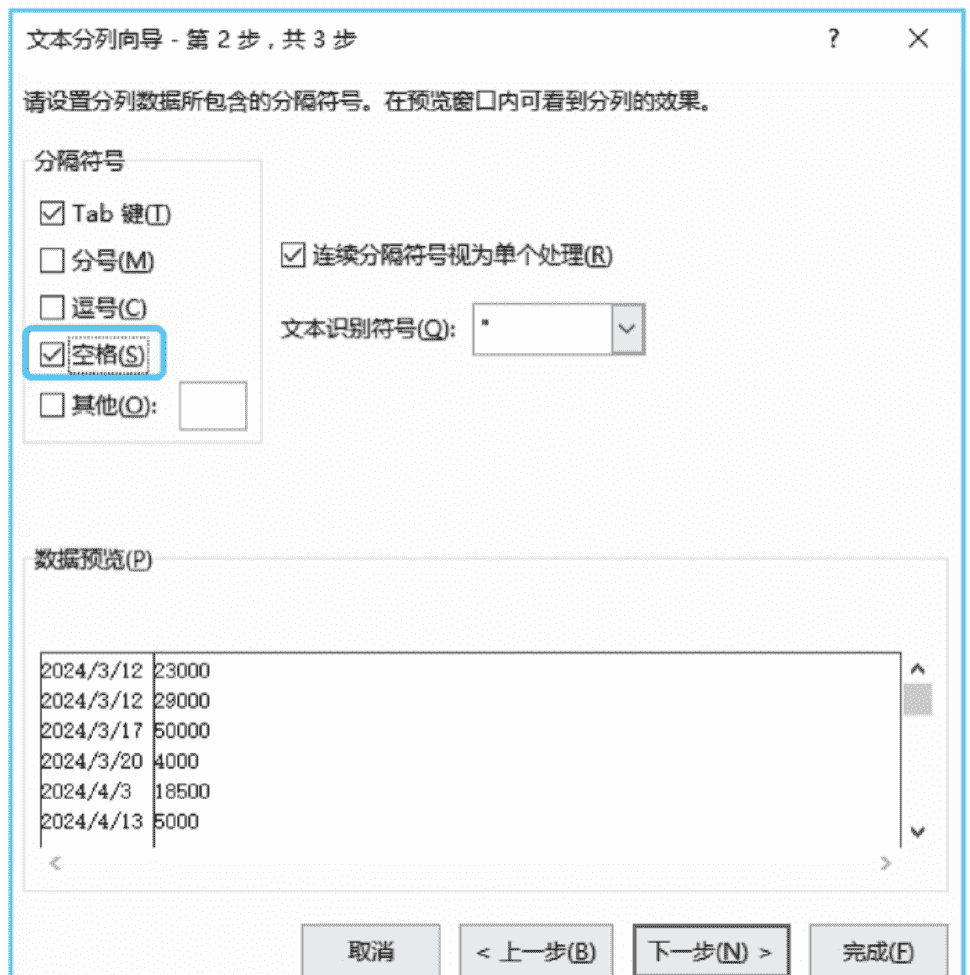 文本分列向导 - 第 2 步，共 3 步 ?
请设置分列数据所包含的分隔符号。在预览窗口内可看到分列的效果。
分隔符号
Tab 键(T)
分号(M)
逗号(C)
空格(S)
其他(O):
连续分隔符号视为单个处理(R)
文本识别符号(Q): "
数据预览(P)
2024/3/12 23000
2024/3/12 29000
2024/3/17 50000
2024/3/20 4000
2024/4/3 18500
2024/4/13 5000
取消 < 上一步(B) 下一步(N) > 完成(F)